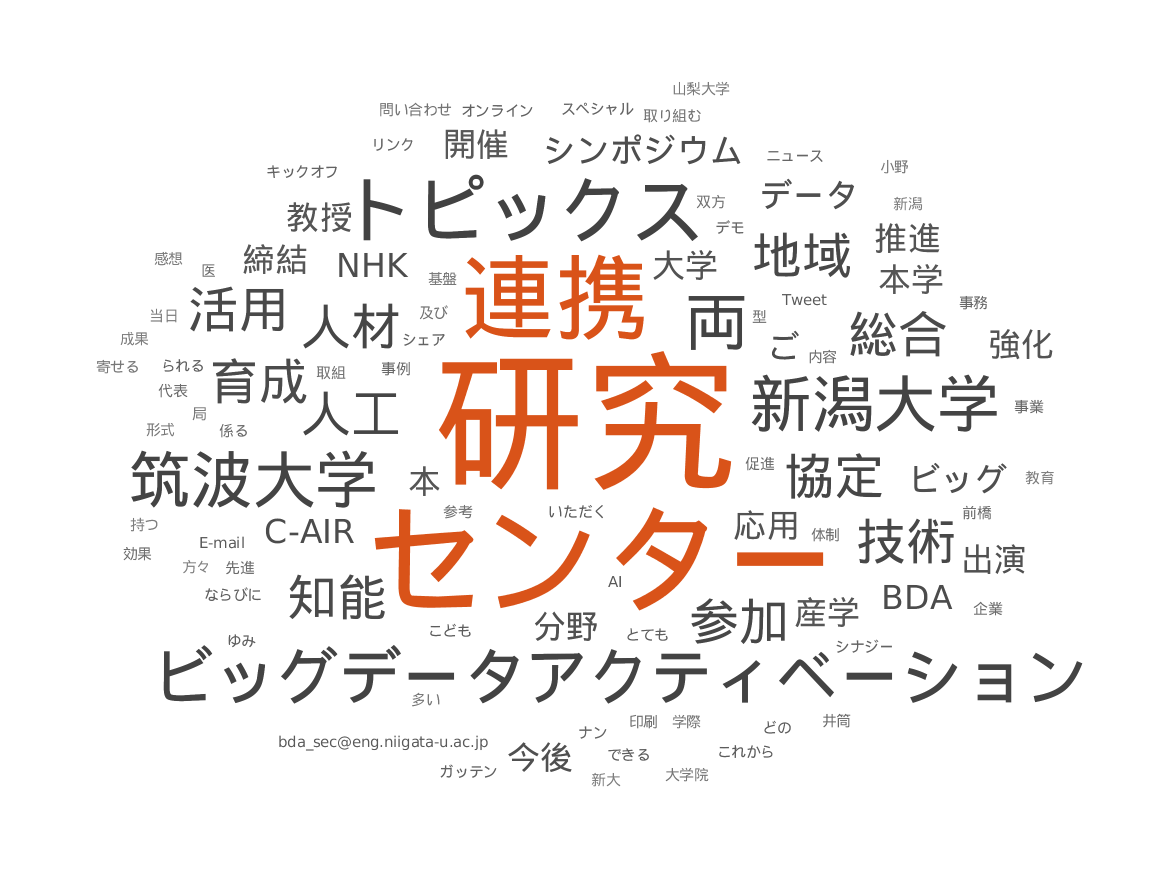 山梨大学
問い合わせ オンライン スペシャル 取り組む
リンク 開催 シンポジウム ニュース
キックオフ 小野
教授 トピックス 双方 データ 新潟
デモ
感想 医 締結 NHK 基盤 連携 大学 地域 推進
本学
当日 活用 人材 及び 両 型 Tweet 事務
成果 シェア ご 内容 総合 強化
寄せる られる 育成 取組 事例
代表 研究 新潟大学 事業
局 人工
形式 係る
筑波大学 本 促進 協定 ビッグ 教育
持つ C-AIR 参考 いただく 応用 体制 前橋
効果 E-mail センター 技術 出演
方々 先進 AI
ならびに 知能 参加 産学 BDA 企業
ゆみ こども 分野 とても シナジー
ビッグデータアクティベーション
多い
bda_sec@eng.niigata-u.ac.jp ナン 印刷 学際 どの 井筒
ガッテン 今後 できる これから
新大 大学院